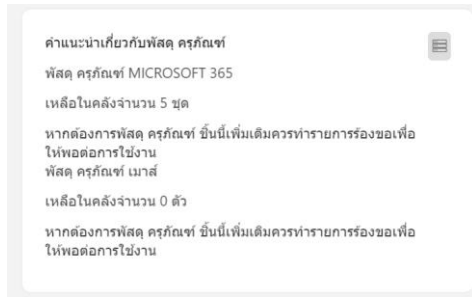 คำแนะนำเกี่ยวกับพัสดุ ครุภัณฑ์
พัสดุ ครุภัณฑ์ MICROSOFT 365
เหลือในคลังจำนวน 5 ชุด
หากต้องการพัสดุ ครุภัณฑ์ ชิ้นนี้เพิ่มเติมควรทำรายการร้องขอเพื่อ
ให้พอต่อการใช้งาน
พัสดุ ครุภัณฑ์ เมาส์
เหลือในคลังจำนวน 0 ตัว
หากต้องการพัสดุ ครุภัณฑ์ ชิ้นนี้เพิ่มเติมควรทำรายการร้องขอเพื่อ
ให้พอต่อการใช้งาน